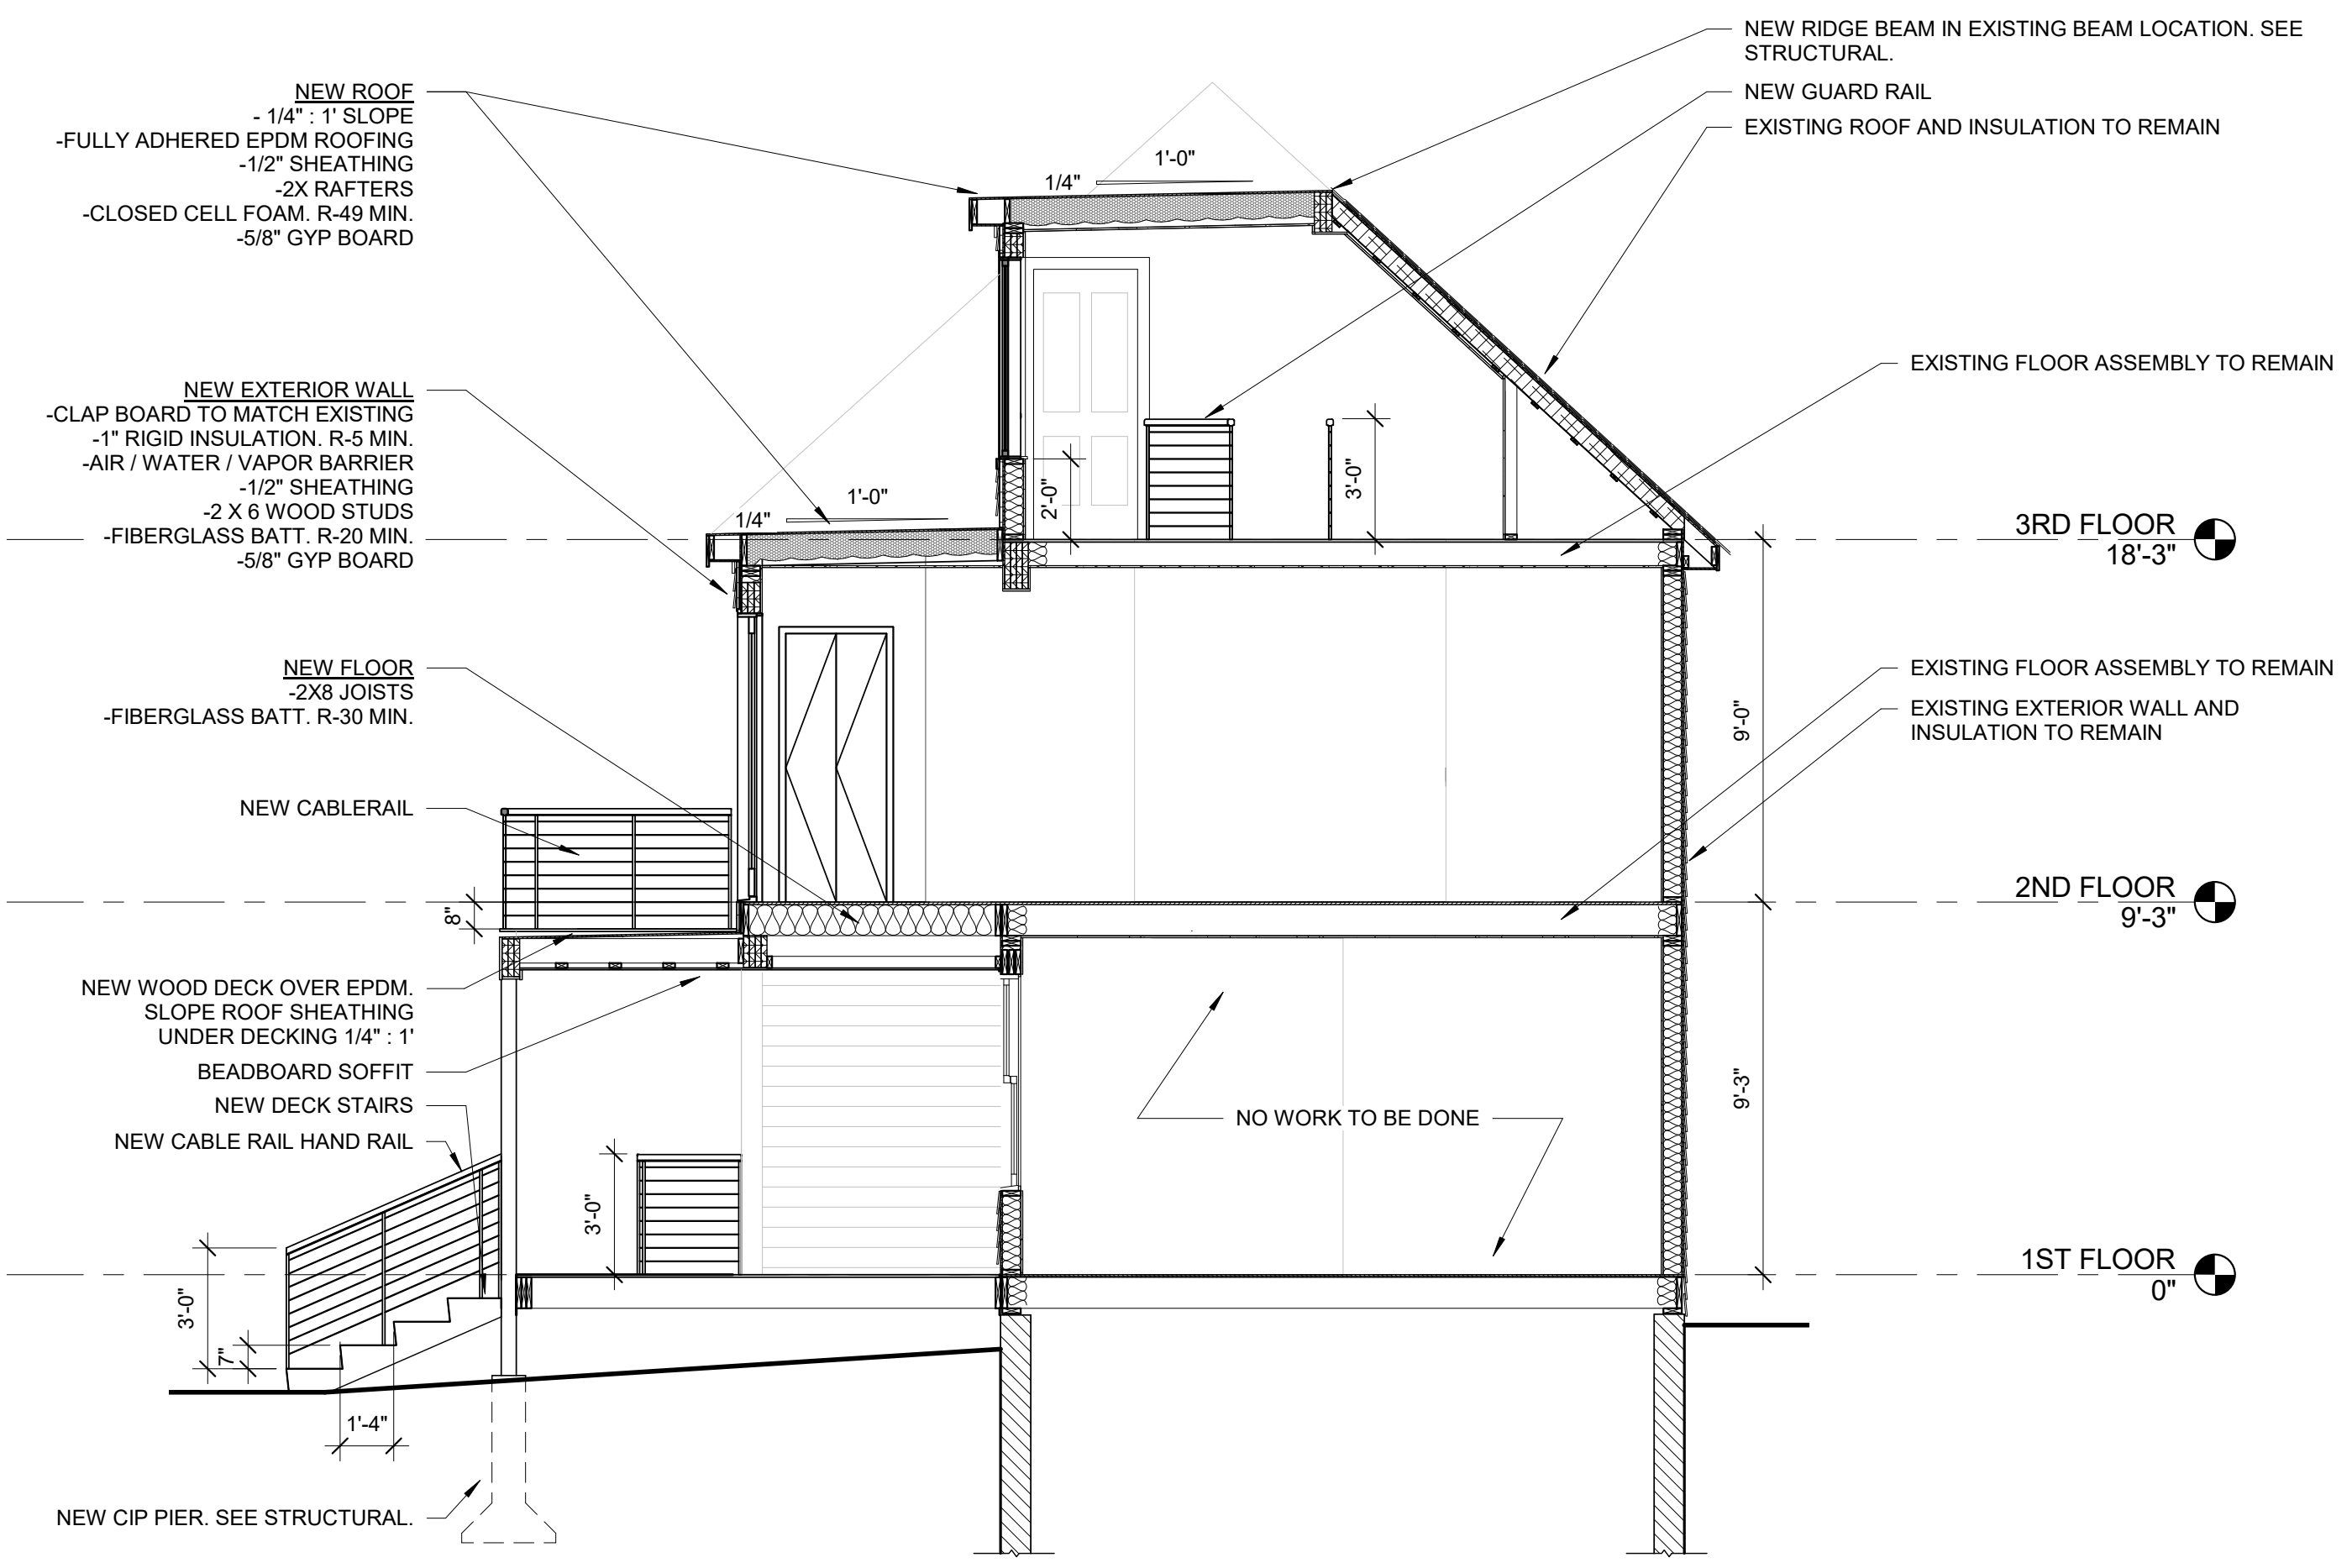 NEW RIDGE BEAM IN EXISTING BEAM LOCATION. SEE
STRUCTURAL.
NEW GUARD RAIL
EXISTING ROOF AND INSULATION TO REMAIN
NEW ROOF
- 1/4" : 1' SLOPE
-FULLY ADHERED EPDM ROOFING
-1/2" SHEATHING
-2X RAFTERS
-CLOSED CELL FOAM. R-49 MIN.
-5/8" GYP BOARD
1'-0"
1/4"
EXISTING FLOOR ASSEMBLY TO REMAIN
NEW EXTERIOR WALL
-CLAP BOARD TO MATCH EXISTING
-1" RIGID INSULATION. R-5 MIN.
-AIR / WATER / VAPOR BARRIER
-1/2" SHEATHING
-2 X 6 WOOD STUDS
-FIBERGLASS BATT. R-20 MIN.
-5/8" GYP BOARD
1'-0"
1/4"
2'-0"
3'-0"
3RD FLOOR
18'-3"
NEW FLOOR
-2X8 JOISTS
-FIBERGLASS BATT. R-30 MIN.
EXISTING FLOOR ASSEMBLY TO REMAIN
EXISTING EXTERIOR WALL AND
INSULATION TO REMAIN
9'-0"
NEW CABLERAIL
8"
2ND FLOOR
9'-3"
NEW WOOD DECK OVER EPDM.
SLOPE ROOF SHEATHING
UNDER DECKING 1/4" : 1'
BEADBOARD SOFFIT
NEW DECK STAIRS
NEW CABLE RAIL HAND RAIL
NO WORK TO BE DONE
9'-3"
3'-0"
1ST FLOOR
0"
3'-0"
7"
1'-4"
NEW CIP PIER. SEE STRUCTURAL.